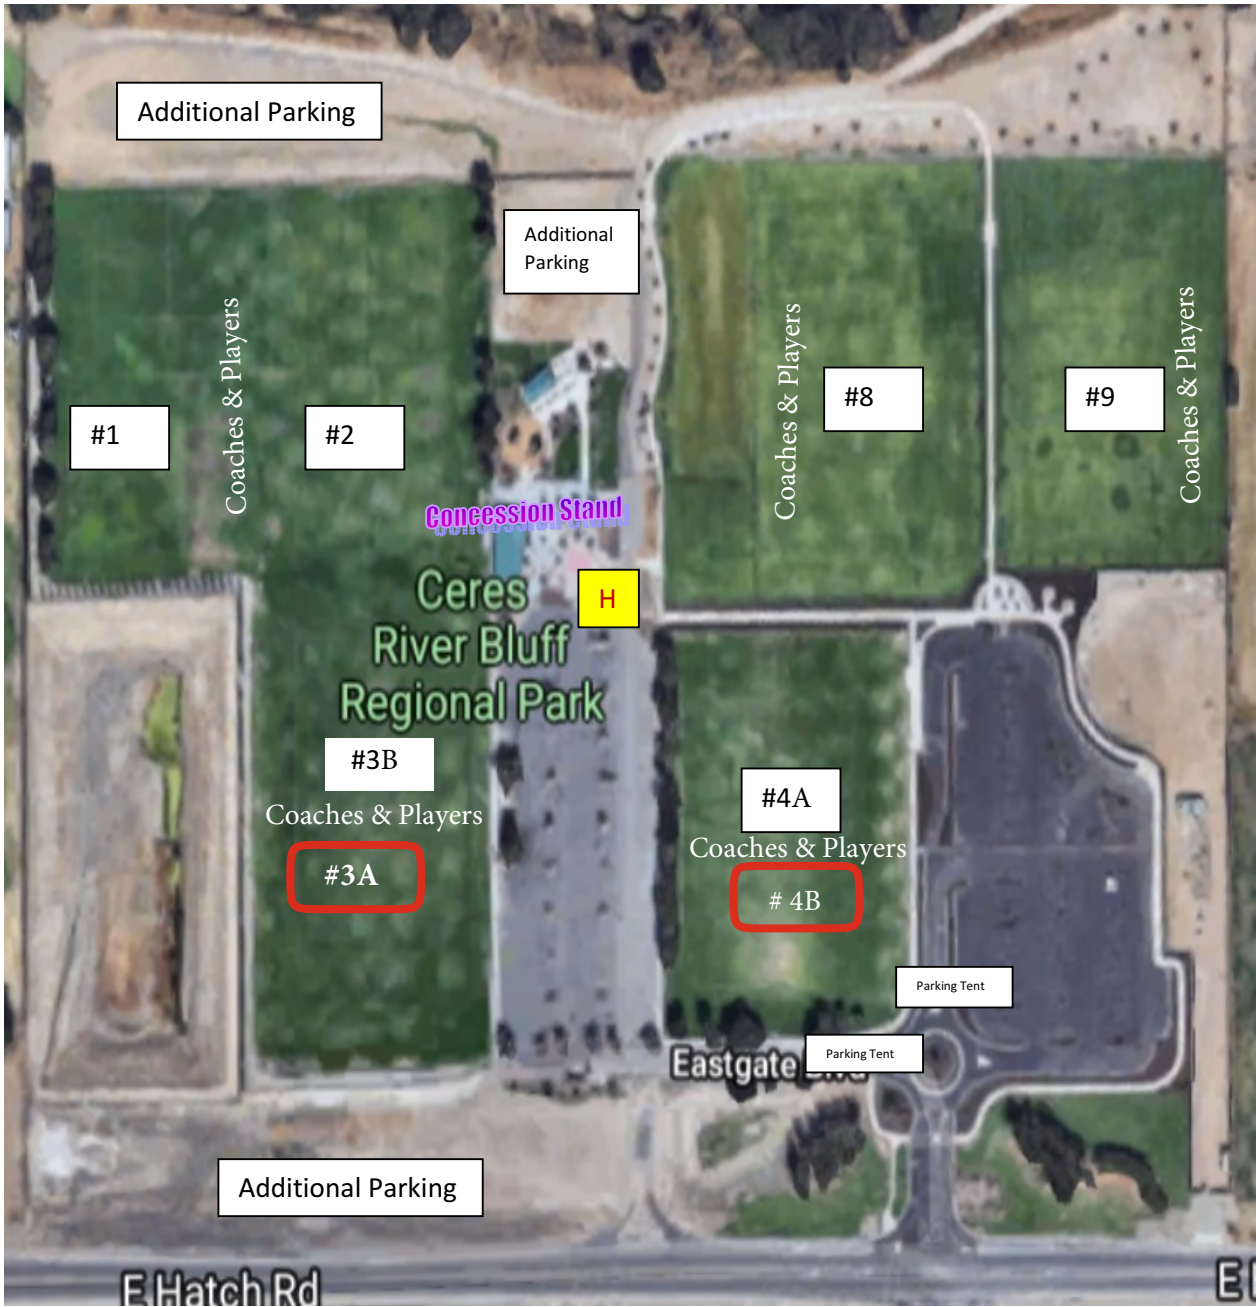 Additional Parking
Additional
Parking
Coaches & Players
Coaches & Players
Coaches & Players
#1
#2
#8
#9
Concession Stand
H
Ceres
River Bluff
Regional Park
#3B
Coaches & Players
#3A
#4A
Coaches & Players
# 4B
Parking Tent
Parking Tent
Eastgate
Additional Parking
E Hatch Rd
E